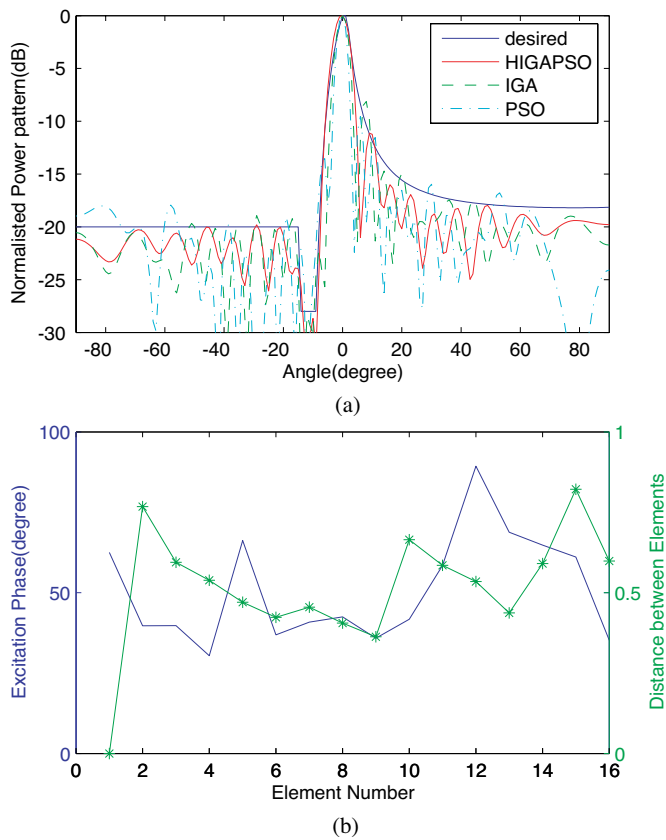 0
-5
-10
-15
-20
-25
-30
Normalisted Power pattern(dB)
desired
HIGAPSO
IGA
PSO
-80 -60 -40 -20 0 20 40 60 80
Angle(degree)
(a)
100
50
0
Excitation Phase(degree)
1
0.5
0
Distance between Elements
0 2 4 6 8 10 12 14 16
Element Number
(b)